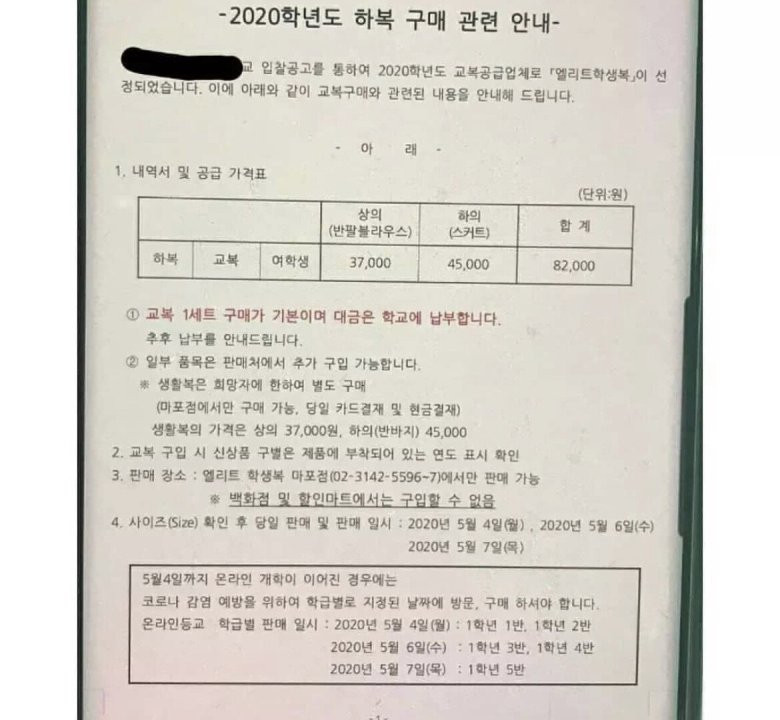 -2020학년도 하복 구매 관련 안내-
교 입찰공고를 통하여 2020학년도 교복공급업체로 「엘리트학생복」이 선
정되었습니다. 이에 아래와 같이 교복구매와 관련된 내용을 안내해 드립니다.
- 아 래 -
1. 내역서 및 공급 가격표
(단위:원)
상의 하의 합 계
(반팔블라우스) (스커트)
하복 교복 여학생 37,000 45,000 82,000
① 교복 1세트 구매가 기본이며 대금은 학교에 납부합니다.
추후 납부를 안내드립니다.
② 일부 품목은 판매처에서 추가 구입 가능합니다.
※ 생활복은 희망자에 한하여 별도 구매
(마포점에서만 구매 가능, 당일 카드결재 및 현금결재)
생활복의 가격은 상의 37,000원, 하의(반바지) 45,000
2. 교복 구입 시 신상품 구별은 제품에 부착되어 있는 연도 표시 확인
3. 판매 장소 : 엘리트 학생복 마포점(02-3142-5596~7)에서만 판매 가능
※ 백화점 및 할인마트에서는 구입할 수 없음
4. 사이즈(Size) 확인 후 당일 판매 및 판매 일시 : 2020년 5월 4일(월) , 2020년 5월 6일(수)
2020년 5월 7일(목)
5월4일까지 온라인 개학이 이어진 경우에는
코로나 감염 예방을 위하여 학급별로 지정된 날짜에 방문, 구매 하셔야 합니다.
온라인등교 학급별 판매 일시 : 2020년 5월 4일(월) : 1학년 1반, 1학년 2반
2020년 5월 6일(수) : 1학년 3반, 1학년 4반
2020년 5월 7일(목) : 1학년 5반
-1-